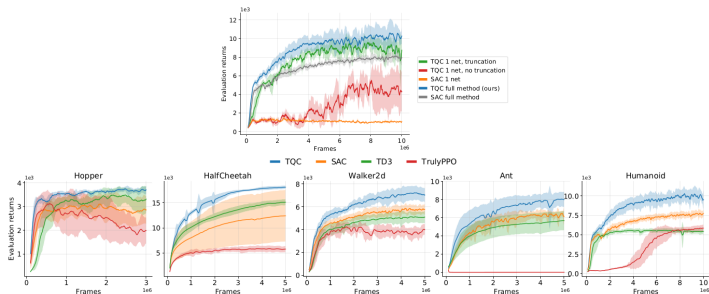 1e3
12
10
8
6
4
2
0
Evaluation returns
2 4 6 8 10
Frames 1e6
TQC 1 net, truncation
TQC 1 net, no truncation
SAC 1 net
TQC full method (ours)
SAC full method
TQC SAC TD3 TrulyPPO
Hopper
1e3
4
3
2
1
Evaluation returns
0 1 2 3
Frames 1e6
HalfCheetah
1e3
15
10
5
0
0 1 2 3 4 5
Frames 1e6
Walker2d
1e3
8
6
4
2
0
0 1 2 3 4 5
Frames 1e6
Ant
1e3
8
6
4
2
0
0 1 2 3 4 5
Frames 1e6
Humanoid
1e3
10.0
7.5
5.0
2.5
0.0
0 2 4 6 8 10
Frames 1e6